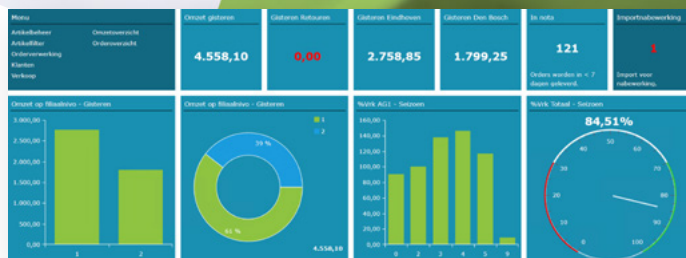 Menu
Artikelbeheer
Omzetoverzicht
Artikelfilter
Ordersoverzicht
Orderverwerking
Klanten
Verkoop
Omzet gisteren
4.558,10
Gisteren Retouren
0,00
Gisteren Eindhoven
2.758,85
Gisteren Den Bosch
1.799,25
In nota
121
Orders worden in < 7
dagen geleverd.
Importnabewerking
1
Import voor
nabewerking.
Omzet op filiaalnivo - Gisteren
3.000,00
2.500,00
2.000,00
1.500,00
1.000,00
500,00
0,00
1
2
Omzet op filiaalnivo - Gisteren
1
2
39 %
61 %
4.558,10
%Vrk AG1 - Seizoen
160,00
140,00
120,00
100,00
80,00
60,00
40,00
20,00
0,00
0
2
3
4
5
9
%Vrk Totaal - Seizoen
84,51%
0
10
20
30
40
50
60
70
80
90
100